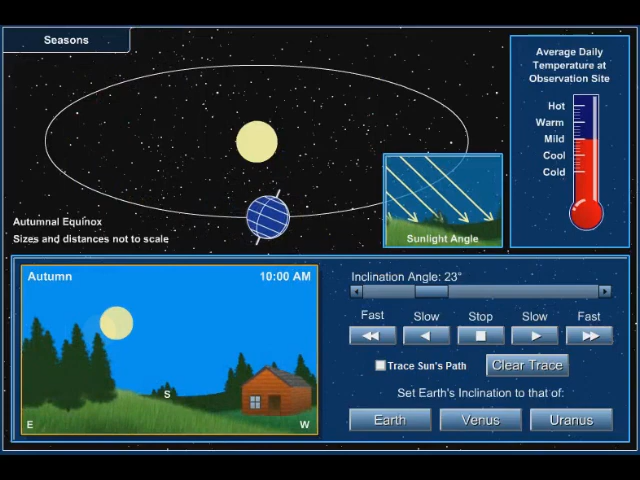 Seasons
Average Daily
Temperature at
Observation Site
Hot
Warm
Mild
Cool
Cold
Autumnal Equinox
Sizes and distances not to scale
Sunlight Angle
Autumn
10:00 AM
E
S
W
Inclination Angle: 23°
Fast
Slow
Stop
Slow
Fast
Trace Sun's Path
Clear Trace
Set Earth's Inclination to that of:
Earth
Venus
Uranus